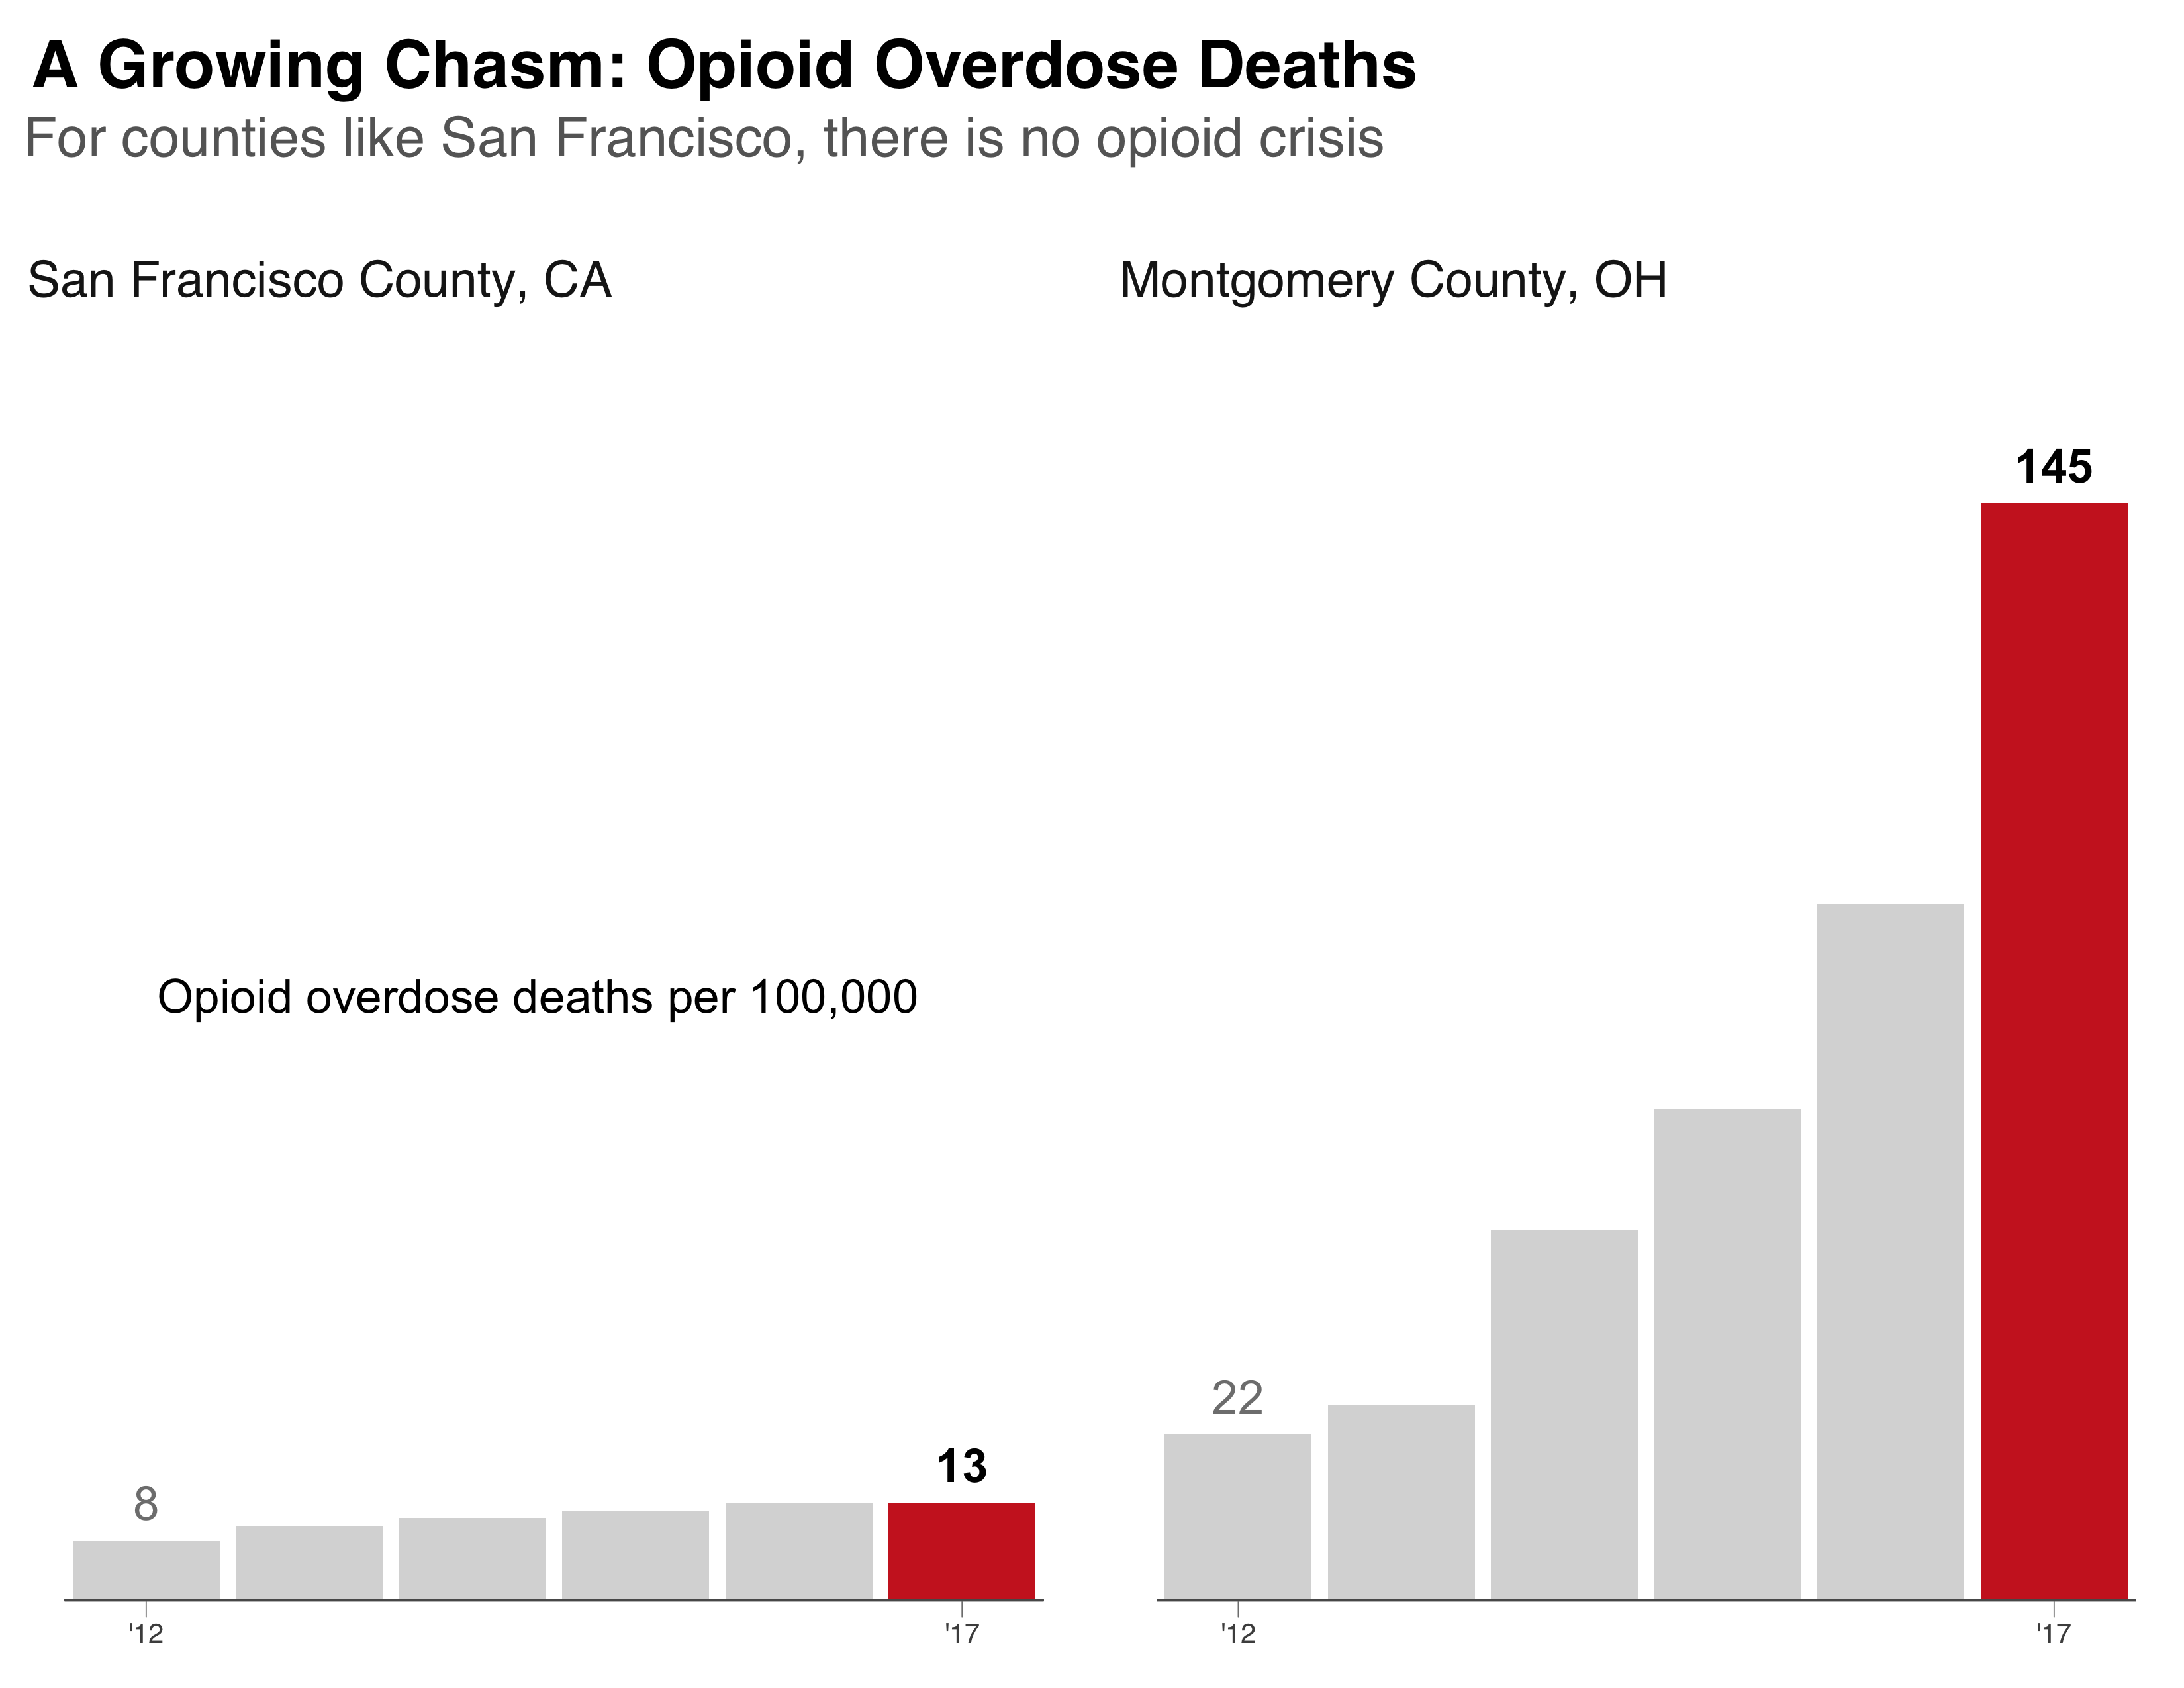 A Growing Chasm: Opioid Overdose Deaths
For counties like San Francisco, there is no opioid crisis
San Francisco County, CA
Montgomery County, OH
145
Opioid overdose deaths per 100,000
22
13
8
'12
'17
'12
'17